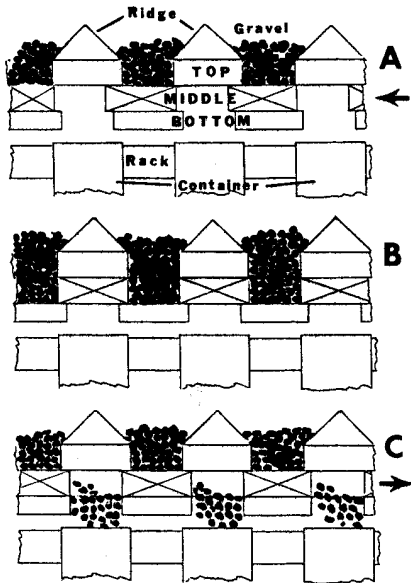 Ridge
Gravel
TOP
A
MIDDLE
BOTTOM
Rack
Container
B
C